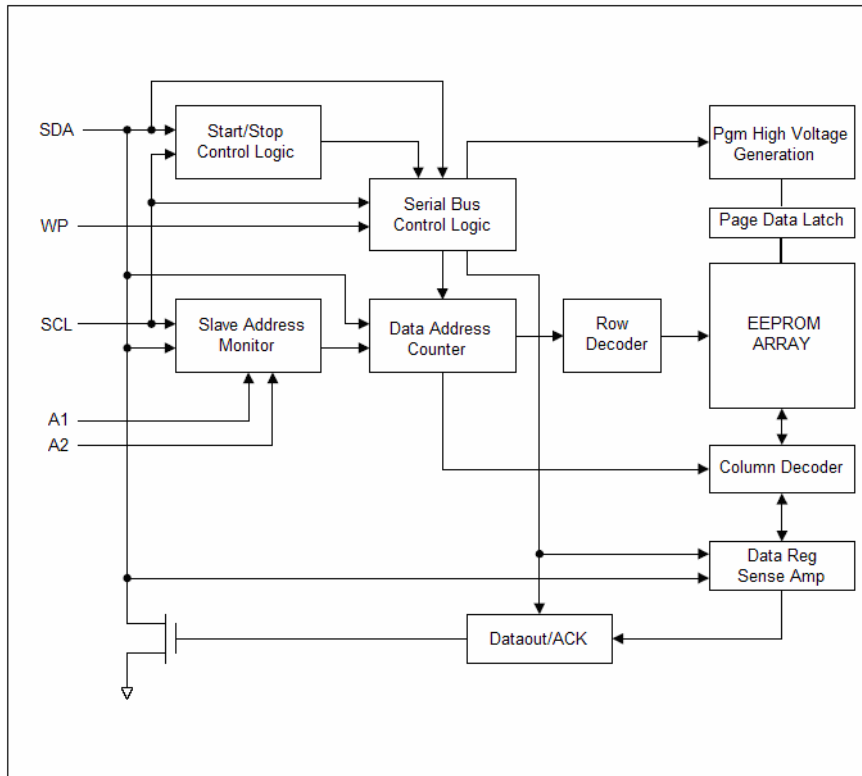 SDA
Start/Stop
Control Logic
Pgm High Voltage
Generation
Serial Bus
Control Logic
WP
Page Data Latch
SCL
Slave Address
Monitor
Data Address
Counter
Row
Decoder
EEPROM
ARRAY
A1
A2
Column Decoder
Data Reg
Sense Amp
Dataout/ACK